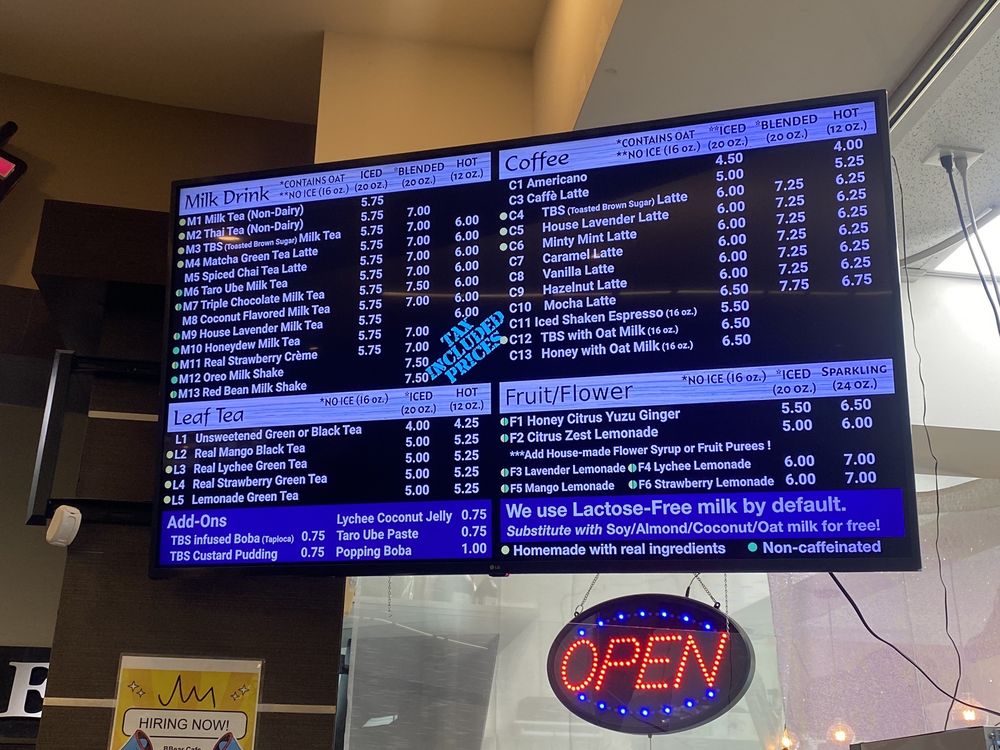 Milk Drink *CONTAINS OAT **NO ICE (16 oz.) ICED (20 oz.) *BLENDED (20 oz.) HOT (12 oz.)
M1 Milk Tea (Non-Dairy) 5.75
M2 Thai Tea (Non-Dairy) 5.75 7.00
M3 TBS (Toasted Brown Sugar) Milk Tea 5.75 7.00 6.00
M4 Matcha Green Tea Latte 5.75 7.00 6.00
M5 Spiced Chai Tea Latte 5.75 7.00 6.00
M6 Taro Ube Milk Tea 5.75 7.00 6.00
M7 Triple Chocolate Milk Tea 5.75 7.50 6.00
M8 Coconut Flavored Milk Tea 5.75 7.00 6.00
M9 House Lavender Milk Tea 5.75 6.00
M10 Honeydew Milk Tea 5.75 7.00
M11 Real Strawberry Crème 5.75
M12 Oreo Milk Shake 7.50
M13 Red Bean Milk Shake 7.50
TAX INCLUDED PRICES
Leaf Tea *NO ICE (16 oz.) *ICED (20 oz.) HOT (12 oz.)
L1 Unsweetened Green or Black Tea 4.00 4.25
L2 Real Mango Black Tea 5.00 5.25
L3 Real Lychee Green Tea 5.00 5.25
L4 Real Strawberry Green Tea 5.00 5.25
L5 Lemonade Green Tea 5.00 5.25
Add-Ons
TBS infused Boba (Tapioca) 0.75
TBS Custard Pudding 0.75
Lychee Coconut Jelly 0.75
Taro Ube Paste 0.75
Popping Boba 1.00
Coffee *CONTAINS OAT **NO ICE (16 oz.) **ICED (20 oz.) *BLENDED (20 oz.) HOT (12 oz.)
C1 Americano 4.50 4.00
C3 Caffè Latte 5.00 5.25
C4 TBS (Toasted Brown Sugar) Latte 6.00 7.25 6.25
C5 House Lavender Latte 6.00 7.25 6.25
C6 Minty Mint Latte 6.00 7.25 6.25
C7 Caramel Latte 6.00 7.25 6.25
C8 Vanilla Latte 6.00 7.25 6.25
C9 Hazelnut Latte 6.00 7.25 6.25
C10 Mocha Latte 6.50 7.75 6.75
C11 Iced Shaken Espresso (16 oz.) 5.50
C12 TBS with Oat Milk (16 oz.) 6.50
C13 Honey with Oat Milk (16 oz.) 6.50
Fruit/Flower *NO ICE (16 oz.) *ICED (20 oz.) SPARKLING (24 oz.)
F1 Honey Citrus Yuzu Ginger 5.50 6.50
F2 Citrus Zest Lemonade 5.00 6.00
***Add House-made Flower Syrup or Fruit Purees !
F3 Lavender Lemonade F4 Lychee Lemonade 6.00 7.00
F5 Mango Lemonade F6 Strawberry Lemonade 6.00 7.00
We use Lactose-Free milk by default.
Substitute with Soy/Almond/Coconut/Oat milk for free!
Homemade with real ingredients Non-caffeinated
LG
OPEN
E
HIRING NOW!
BBear Cafe